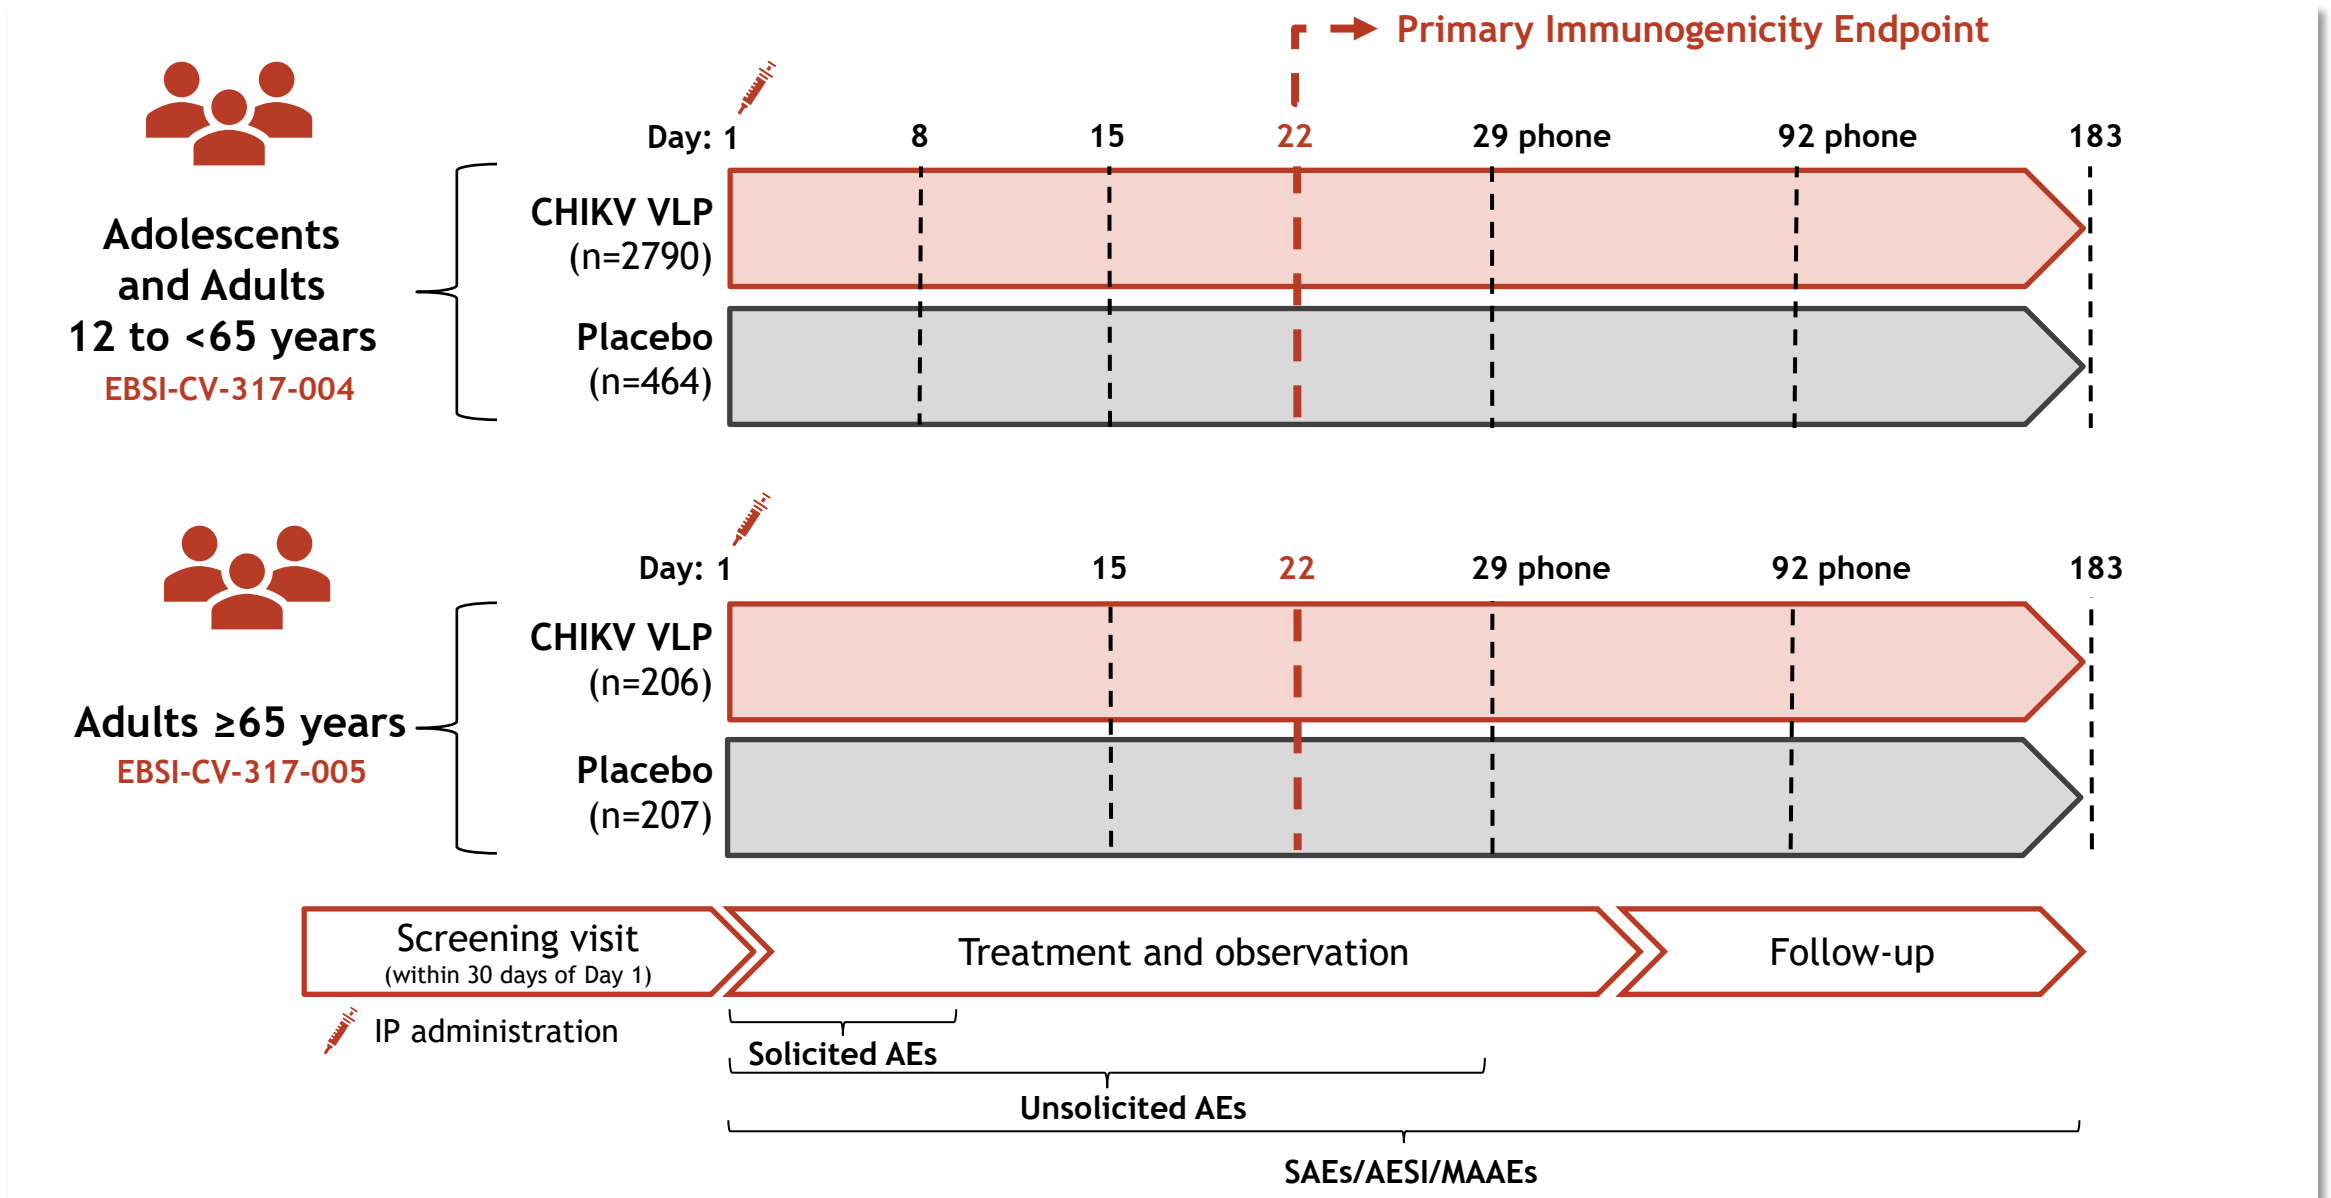 Primary Immunogenicity Endpoint
Day: 1 8 15 22 29 phone 92 phone 183
Adolescents
and Adults
12 to <65 years
EBSI-CV-317-004
CHIKV VLP
(n=2790)
Placebo
(n=464)
Day: 1 15 22 29 phone 92 phone 183
Adults ≥65 years
EBSI-CV-317-005
CHIKV VLP
(n=206)
Placebo
(n=207)
Screening visit
(within 30 days of Day 1)
Treatment and observation
Follow-up
IP administration
Solicited AEs
Unsolicited AEs
SAEs/AESI/MAAEs